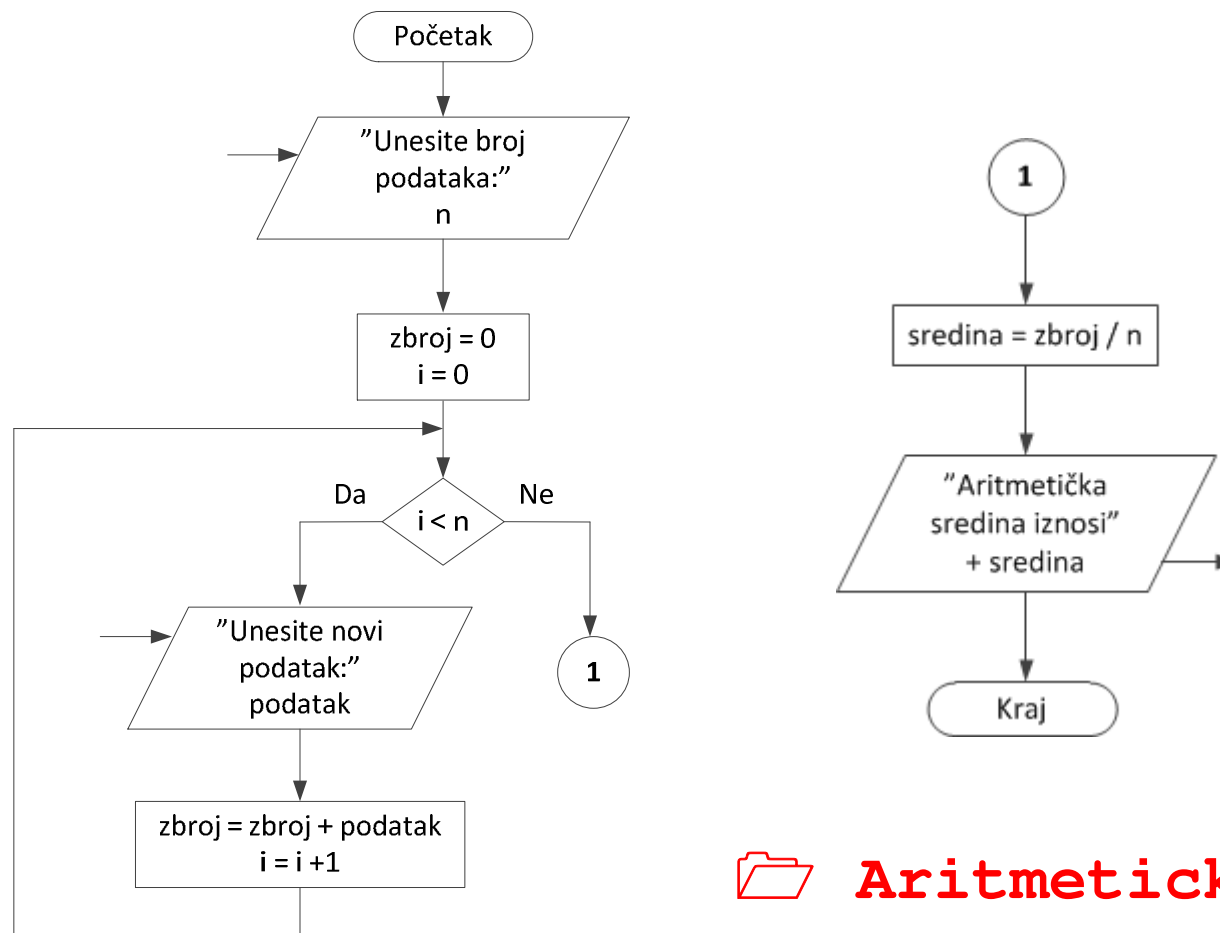 Početak
”Unesite broj
podataka:”
n
zbroj = 0
i = 0
Da
Ne
i < n
”Unesite novi
podatak:”
podatak
1
zbroj = zbroj + podatak
i = i +1
1
sredina = zbroj / n
”Aritmetička
sredina iznosi”
+ sredina
Kraj
Aritmetick